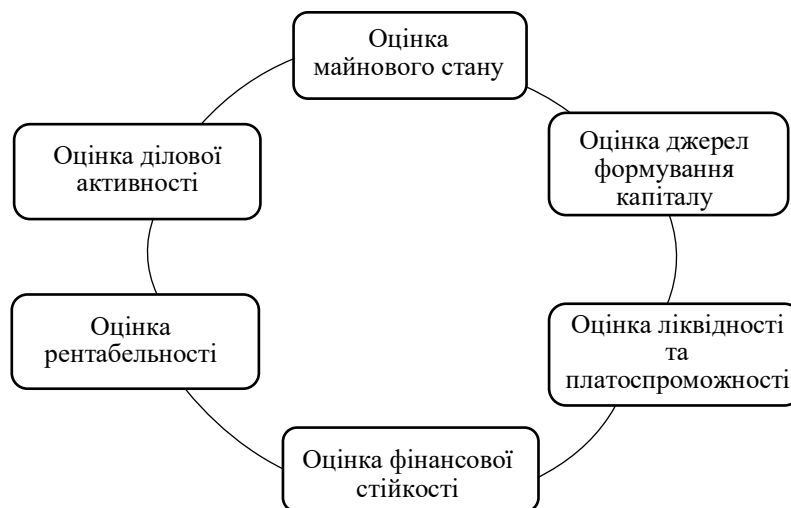 Оцінка
майнового стану
Оцінка джерел
формування
капіталу
Оцінка ліквідності
та
платоспроможності
Оцінка фінансової
стійкості
Оцінка
рентабельності
Оцінка ділової
активності